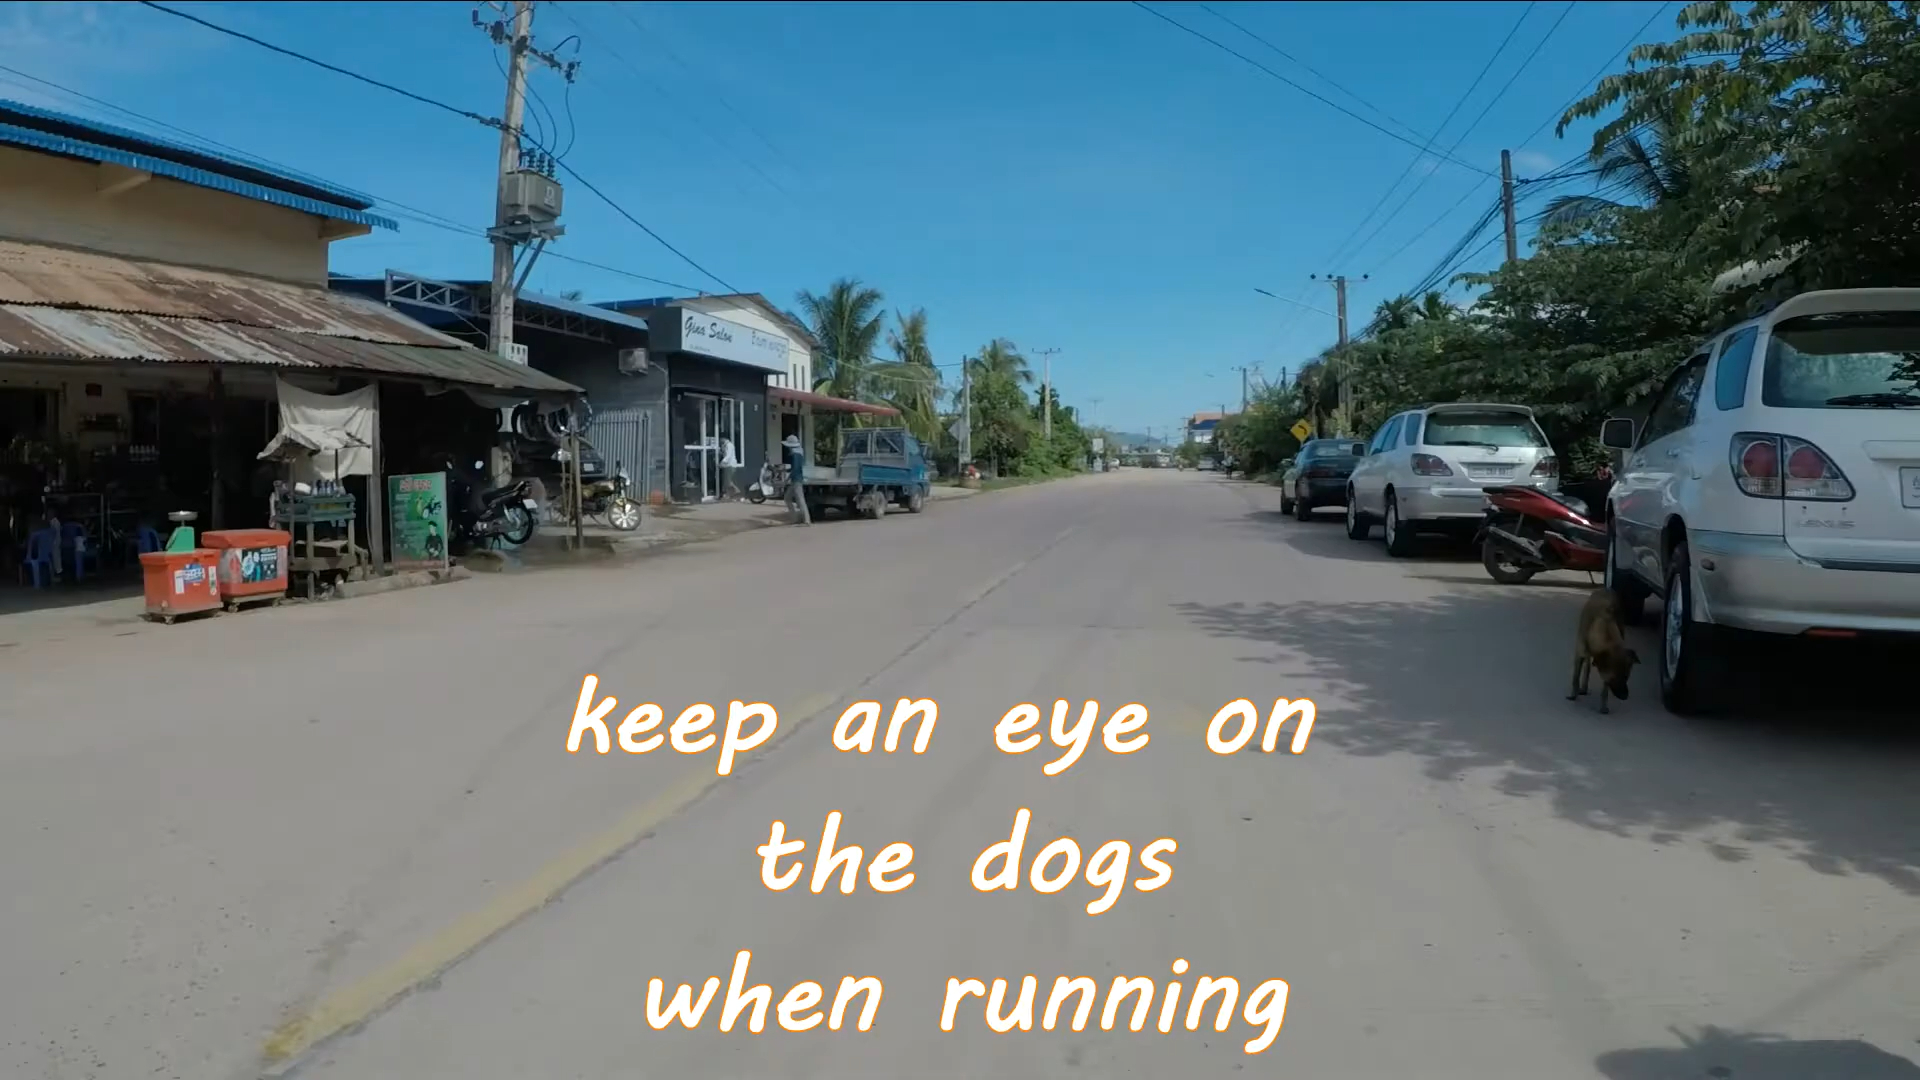 Gina Salon
keep an eye on
the dogs
when running